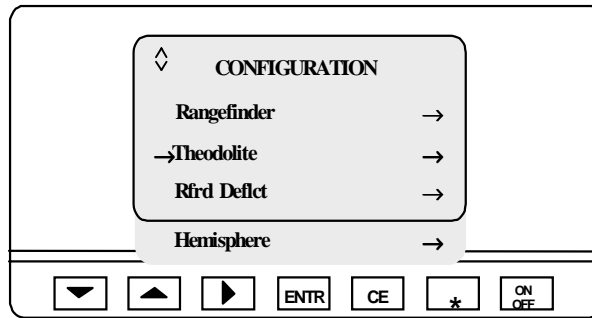 CONFIGURATION
Rangefinder →
→Theodolite →
Rfrd Deflct →
Hemisphere →
ENTR CE * ON
OFF